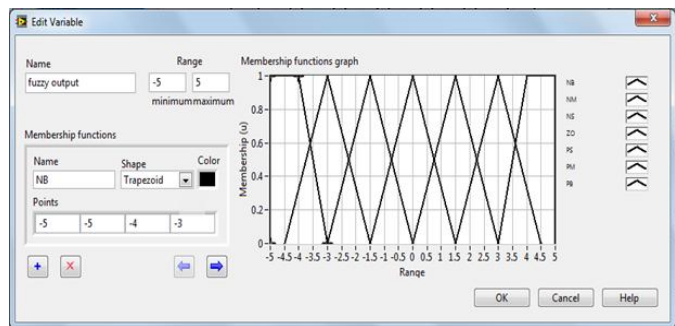 Edit Variable
Name
Range
fuzzy output
-5
5
minimum maximum
Membership functions
Name
Shape
Color
NB
Trapezoid
Points
-5
-5
-4
-3
Membership functions graph
Membership (u)
1
0.8
0.6
0.4
0.2
0
-5 -4.5 -4 -3.5 -3 -2.5 -2 -1.5 -1 -0.5 0 0.5 1 1.5 2 2.5 3 3.5 4 4.5 5
Range
NB
NM
NS
ZO
PS
PM
PB
OK
Cancel
Help